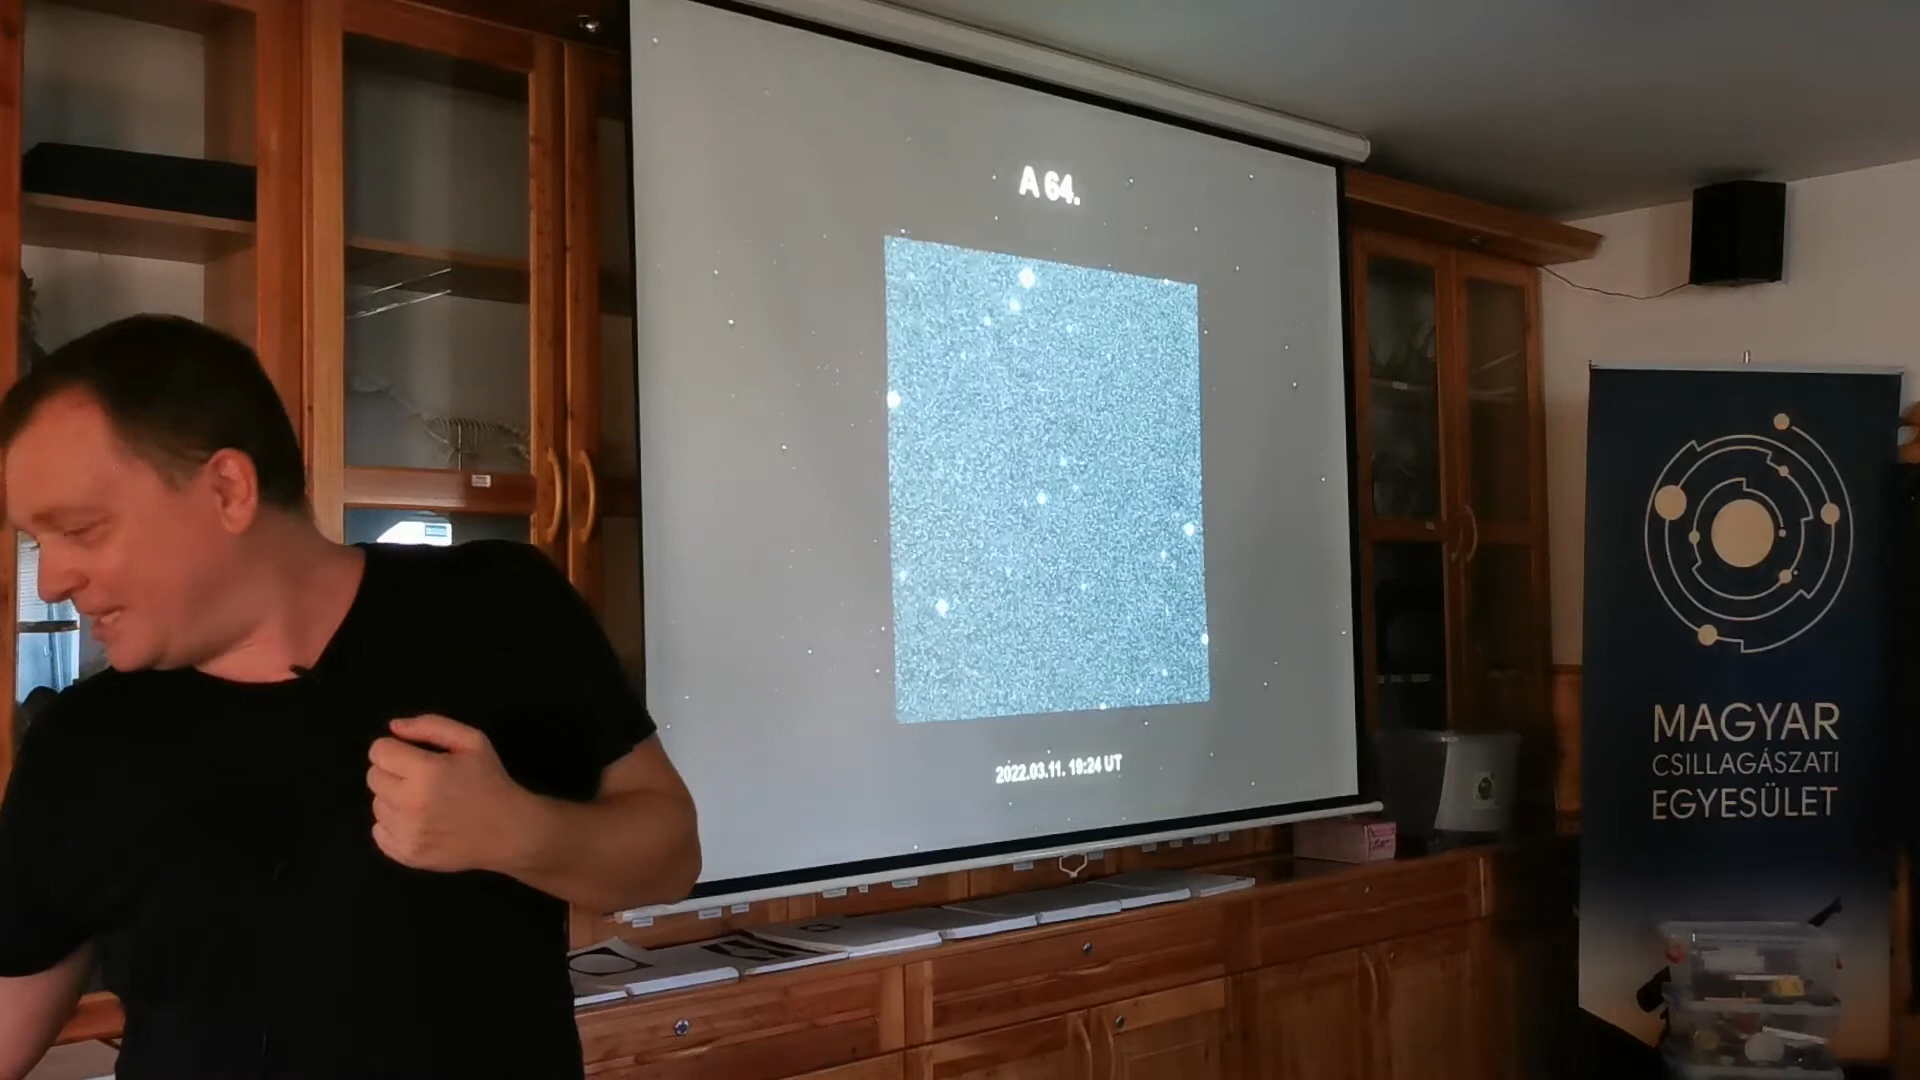 A 64.
2022.03.11. 19:24 UT
MAGYAR
CSILLAGÁSZATI
EGYESÜLET